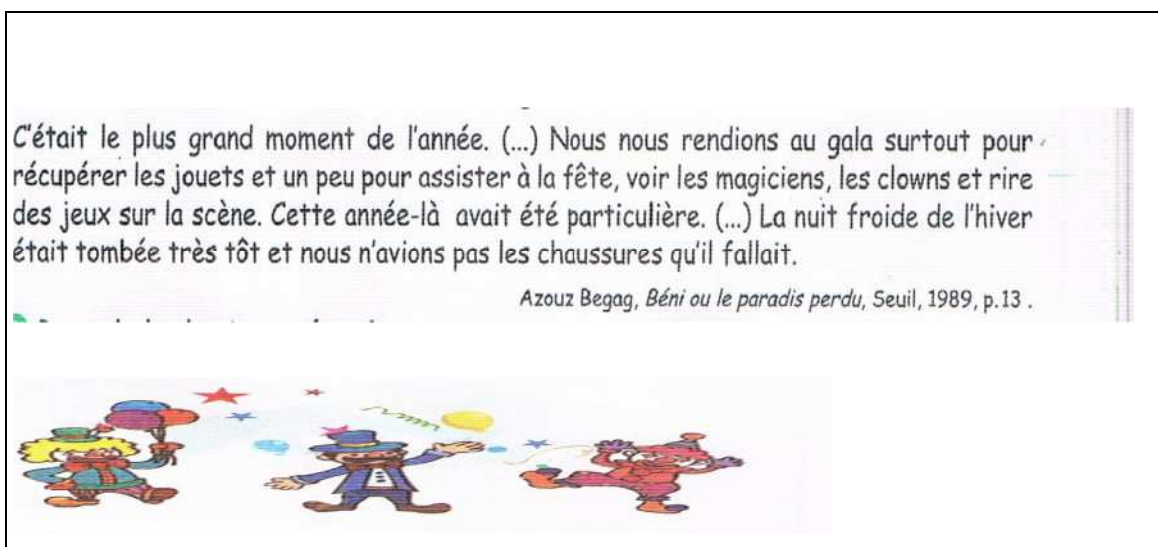 C'était le plus grand moment de l'année. (...) Nous nous rendions au gala surtout pour
récupérer les jouets et un peu pour assister à la fête, voir les magiciens, les clowns et rire
des jeux sur la scène. Cette année-là avait été particulière. (...) La nuit froide de l'hiver
était tombée très tôt et nous n'avions pas les chaussures qu'il fallait.
Azouz Begag, Béni ou le paradis perdu, Seuil, 1989, p.13 .